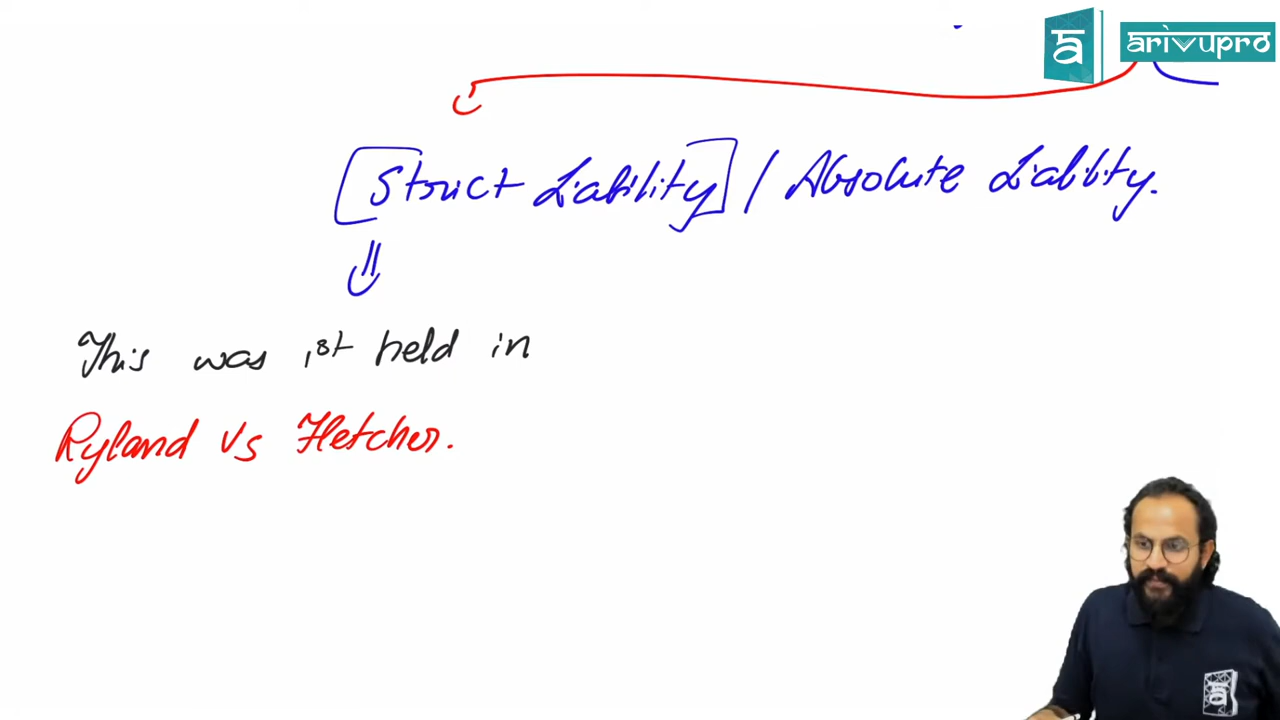 arivupro
[Strict Liability] / Absolute Liability.
This was 1st held in
Ryland Vs Fletcher.